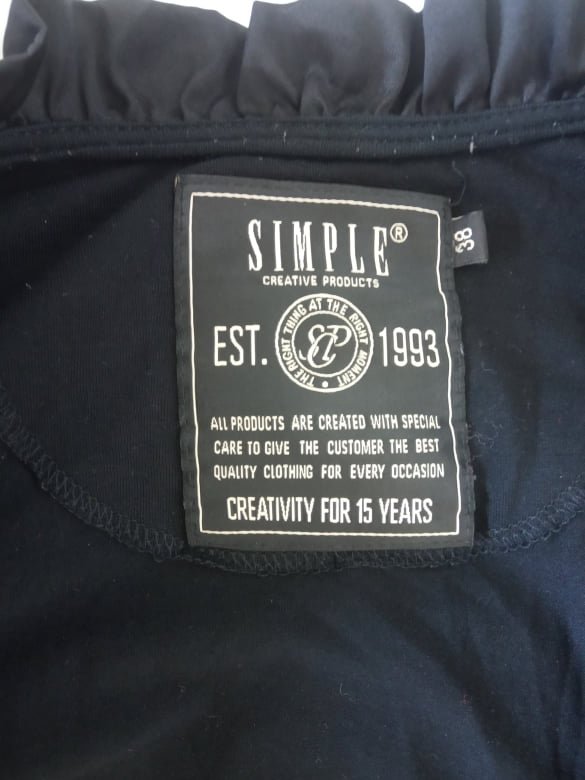 SIMPLE®
CREATIVE PRODUCTS
EST. 1993
THE RIGHT THING AT THE RIGHT MOMENT
SCP
ALL PRODUCTS ARE CREATED WITH SPECIAL
CARE TO GIVE THE CUSTOMER THE BEST
QUALITY CLOTHING FOR EVERY OCCASION
CREATIVITY FOR 15 YEARS
38